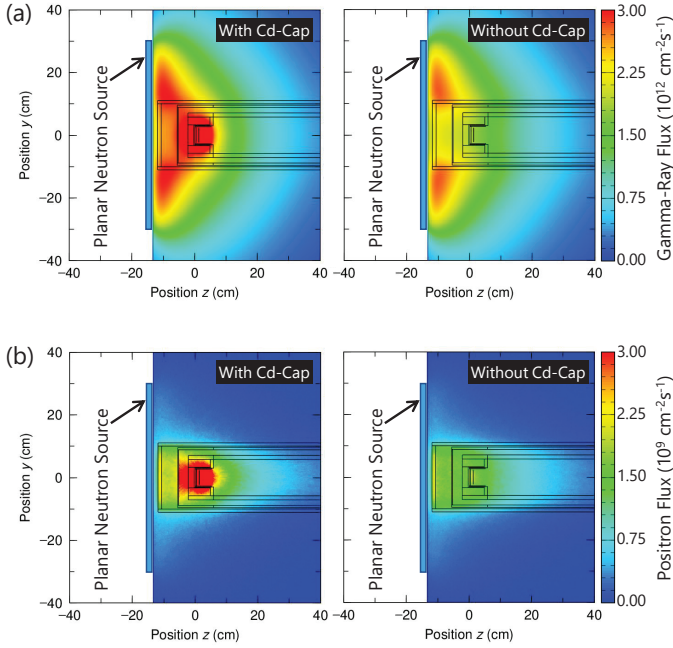 (a)
With Cd-Cap
Without Cd-Cap
Planar Neutron Source
Planar Neutron Source
40
20
0
−20
−40
Position y (cm)
−40 −20 0 20 40
Position z (cm)
−40 −20 0 20 40
Position z (cm)
3.00
2.25
1.50
0.75
0.00
Gamma-Ray Flux (10¹² cm⁻²s⁻¹)
(b)
With Cd-Cap
Without Cd-Cap
Planar Neutron Source
Planar Neutron Source
40
20
0
−20
−40
Position y (cm)
−40 −20 0 20 40
Position z (cm)
−40 −20 0 20 40
Position z (cm)
3.00
2.25
1.50
0.75
0.00
Positron Flux (10⁹ cm⁻²s⁻¹)